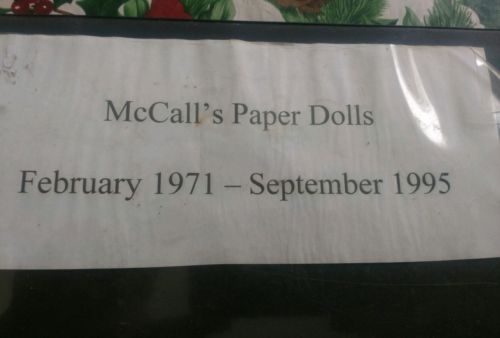 McCall's Paper Dolls
February 1971 – September 1995